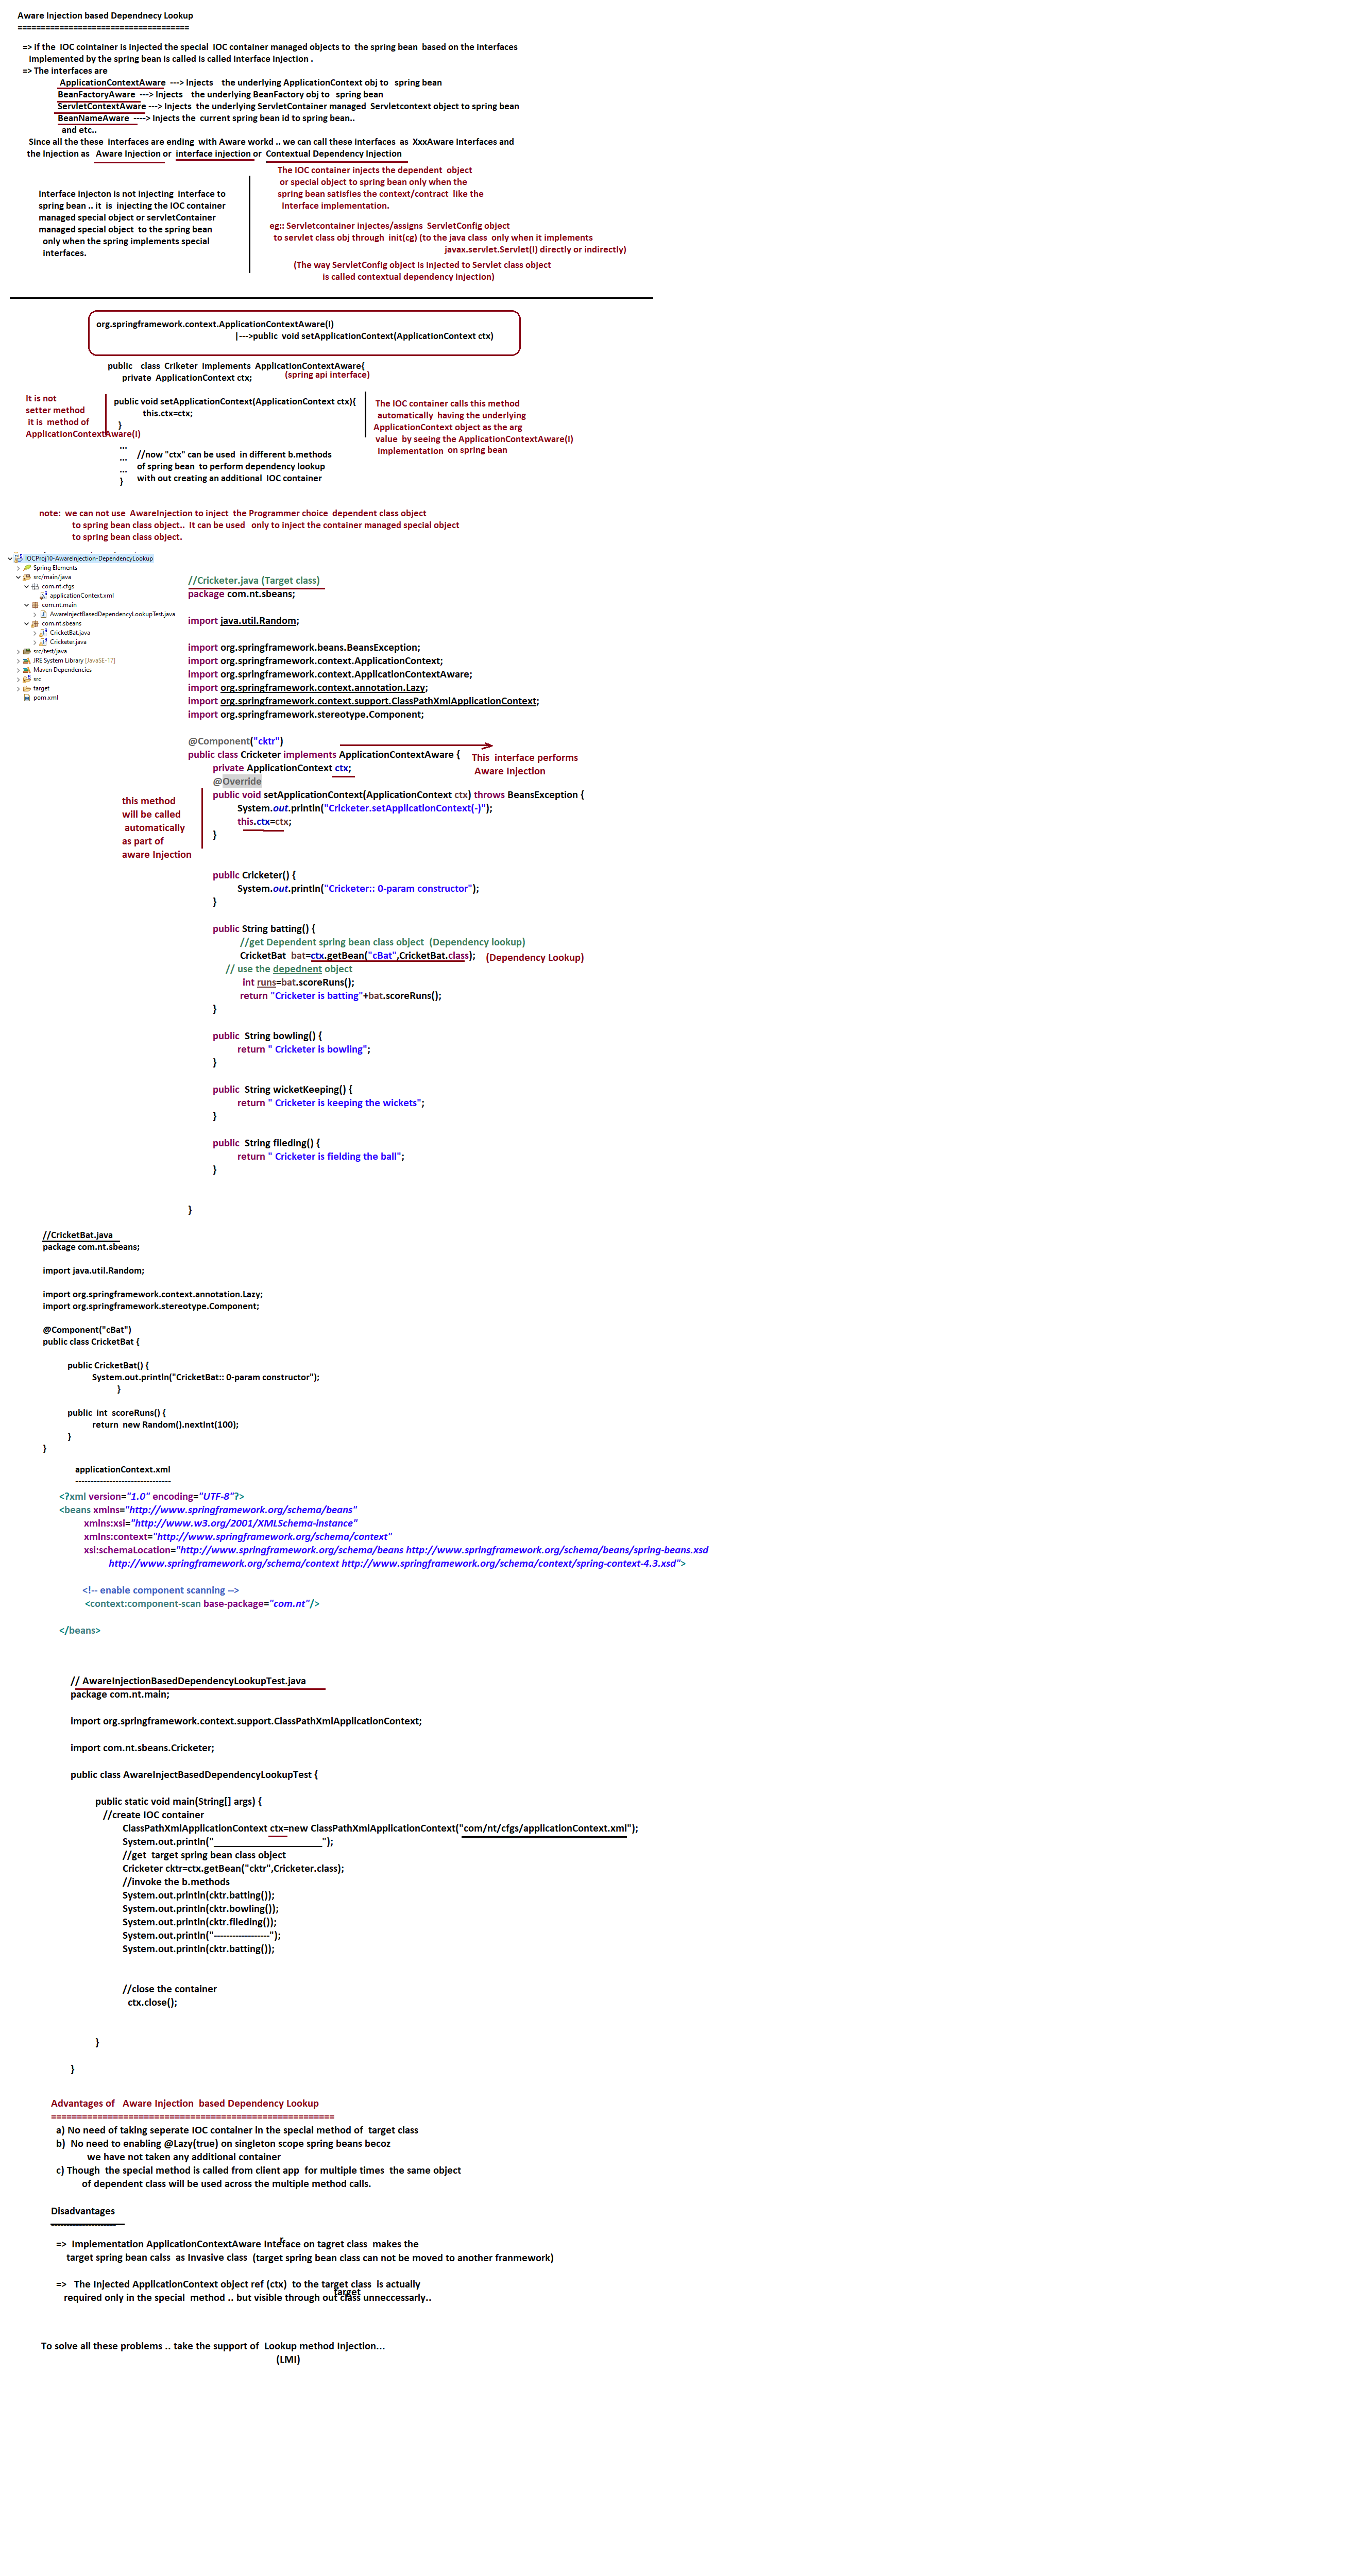 Aware Injection based Dependnecy Lookup
=====================================
=> if the  IOC cointainer is injected the special  IOC container managed objects to  the spring bean  based on the interfaces
implemented by the spring bean is called is called Interface Injection .
=> The interfaces are
ApplicationContextAware  ---> Injects   the underlying ApplicationContext obj to   spring bean
BeanFactoryAware  ---> Injects   the underlying BeanFactory obj to   spring bean
ServletContextAware ---> Injects  the underlying ServletContainer managed  Servletcontext object to spring bean
BeanNameAware  ----> Injects the  current spring bean id to spring bean..
and etc..
Since all the these  interfaces are ending  with Aware workd .. we can call these interfaces  as  XxxAware Interfaces and
the Injection as   Aware Injection or  interface injection or  Contextual Dependency Injection
Interface injecton is not injecting  interface to
spring bean .. it  is  injecting the IOC container
managed special object or servletContainer
managed special object  to the spring bean
only when the spring implements special
interfaces.
The IOC container injects the dependent  object
or special object to spring bean only when the
spring bean satisfies the context/contract  like the
Interface implementation.
eg:: Servletcontainer injectes/assigns  ServletConfig object
to servlet class obj through  init(cg) (to the java class  only when it implements
javax.servlet.Servlet(I) directly or indirectly)
(The way ServletConfig object is injected to Servlet class object
is called contextual dependency Injection)
org.springframework.context.ApplicationContextAware(I)
|--->public  void setApplicationContext(ApplicationContext ctx)
public   class  Criketer  implements  ApplicationContextAware{
(spring api interface)
private  ApplicationContext ctx;
It is not
setter method
it is  method of
ApplicationContextAware(I)
public void setApplicationContext(ApplicationContext ctx){
this.ctx=ctx;
}
...
...
...
}
//now "ctx" can be used  in different b.methods
of spring bean  to perform dependency lookup
with out creating an additional  IOC container
The IOC container calls this method
automatically  having the underlying
ApplicationContext object as the arg
value  by seeing the ApplicationContextAware(I)
implementation  on spring bean
note:  we can not use  AwareInjection to inject  the Programmer choice  dependent class object
to spring bean class object..  It can be used   only to inject the container managed special object
to spring bean class object.
IOCProj10-AwareInjection-DependencyLookup
Spring Elements
src/main/java
com.nt.cfgs
applicationContext.xml
com.nt.main
AwareInjectBasedDependencyLookupTest.java
com.nt.sbeans
CricketBat.java
Cricketer.java
src/test/java
JRE System Library [JavaSE-17]
Maven Dependencies
src
target
pom.xml
//Cricketer.java (Target class)
package com.nt.sbeans;
import java.util.Random;
import org.springframework.beans.BeansException;
import org.springframework.context.ApplicationContext;
import org.springframework.context.ApplicationContextAware;
import org.springframework.context.annotation.Lazy;
import org.springframework.context.support.ClassPathXmlApplicationContext;
import org.springframework.stereotype.Component;
@Component("cktr")
public class Cricketer implements ApplicationContextAware {
This  interface performs
Aware Injection
private ApplicationContext ctx;
@Override
public void setApplicationContext(ApplicationContext ctx) throws BeansException {
System.out.println("Cricketer.setApplicationContext(-)");
this.ctx=ctx;
}
this method
will be called
automatically
as part of
aware Injection
public Cricketer() {
System.out.println("Cricketer:: 0-param constructor");
}
public String batting() {
//get Dependent spring bean class object  (Dependency lookup)
CricketBat  bat=ctx.getBean("cBat",CricketBat.class);   (Dependency Lookup)
// use the depednent object
int runs=bat.scoreRuns();
return "Cricketer is batting"+bat.scoreRuns();
}
public  String bowling() {
return " Cricketer is bowling";
}
public  String wicketKeeping() {
return " Cricketer is keeping the wickets";
}
public  String fileding() {
return " Cricketer is fielding the ball";
}
}
//CricketBat.java
package com.nt.sbeans;
import java.util.Random;
import org.springframework.context.annotation.Lazy;
import org.springframework.stereotype.Component;
@Component("cBat")
public class CricketBat {
public CricketBat() {
System.out.println("CricketBat:: 0-param constructor");
}
public  int  scoreRuns() {
return  new Random().nextInt(100);
}
}
applicationContext.xml
-------------------------------
<?xml version="1.0" encoding="UTF-8"?>
<beans xmlns="http://www.springframework.org/schema/beans"
xmlns:xsi="http://www.w3.org/2001/XMLSchema-instance"
xmlns:context="http://www.springframework.org/schema/context"
xsi:schemaLocation="http://www.springframework.org/schema/beans http://www.springframework.org/schema/beans/spring-beans.xsd
http://www.springframework.org/schema/context http://www.springframework.org/schema/context/spring-context-4.3.xsd">
<!-- enable component scanning -->
<context:component-scan base-package="com.nt"/>
</beans>
// AwareInjectionBasedDependencyLookupTest.java
package com.nt.main;
import org.springframework.context.support.ClassPathXmlApplicationContext;
import com.nt.sbeans.Cricketer;
public class AwareInjectBasedDependencyLookupTest {
public static void main(String[] args) {
//create IOC container
ClassPathXmlApplicationContext ctx=new ClassPathXmlApplicationContext("com/nt/cfgs/applicationContext.xml");
System.out.println("______________________");
//get  target spring bean class object
Cricketer cktr=ctx.getBean("cktr",Cricketer.class);
//invoke the b.methods
System.out.println(cktr.batting());
System.out.println(cktr.bowling());
System.out.println(cktr.fileding());
System.out.println("------------------");
System.out.println(cktr.batting());
//close the container
ctx.close();
}
}
Advantages of   Aware Injection  based Dependency Lookup
=======================================================
a) No need of taking seperate IOC container in the special method of  target class
b)  No need to enabling @Lazy(true) on singleton scope spring beans becoz
we have not taken any additional container
c) Though  the special method is called from client app  for multiple times  the same object
of dependent class will be used across the multiple method calls.
Disadvantages
=>  Implementation ApplicationContextAware Inteface on tagret class  makes the
r
target spring bean calss  as Invasive class  (target spring bean class can not be moved to another franmework)
=>   The Injected ApplicationContext object ref (ctx)  to the target class  is actually
target
required only in the special  method .. but visible through out class unneccessarly..
To solve all these problems .. take the support of  Lookup method Injection...
(LMI)